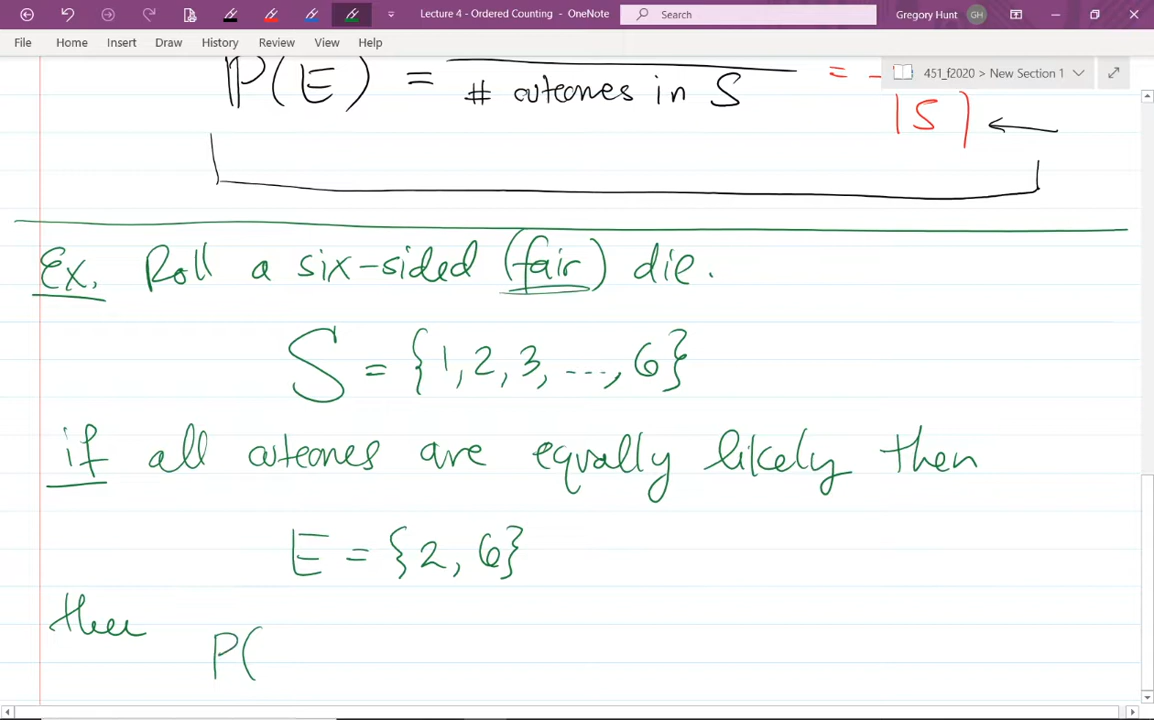 Lecture 4 - Ordered Counting - OneNote
Search
Gregory Hunt GH
File Home Insert Draw History Review View Help
451_f2020 > New Section 1
P(E) = # outcomes in S = |S|
Ex. Roll a six-sided (fair) die.
S = {1, 2, 3, ..., 6}
if all outcomes are equally likely then
E = {2, 6}
then P(